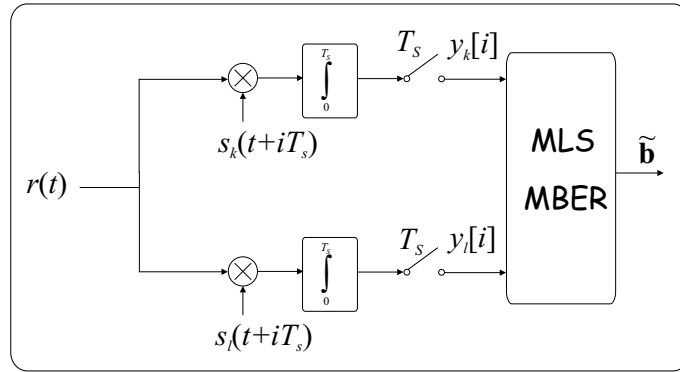 T_s
∫
0
T_S
y_k[i]
s_k(t+iT_s)
MLS
MBER
b̃
r(t)
T_s
∫
0
T_S
y_l[i]
s_l(t+iT_s)